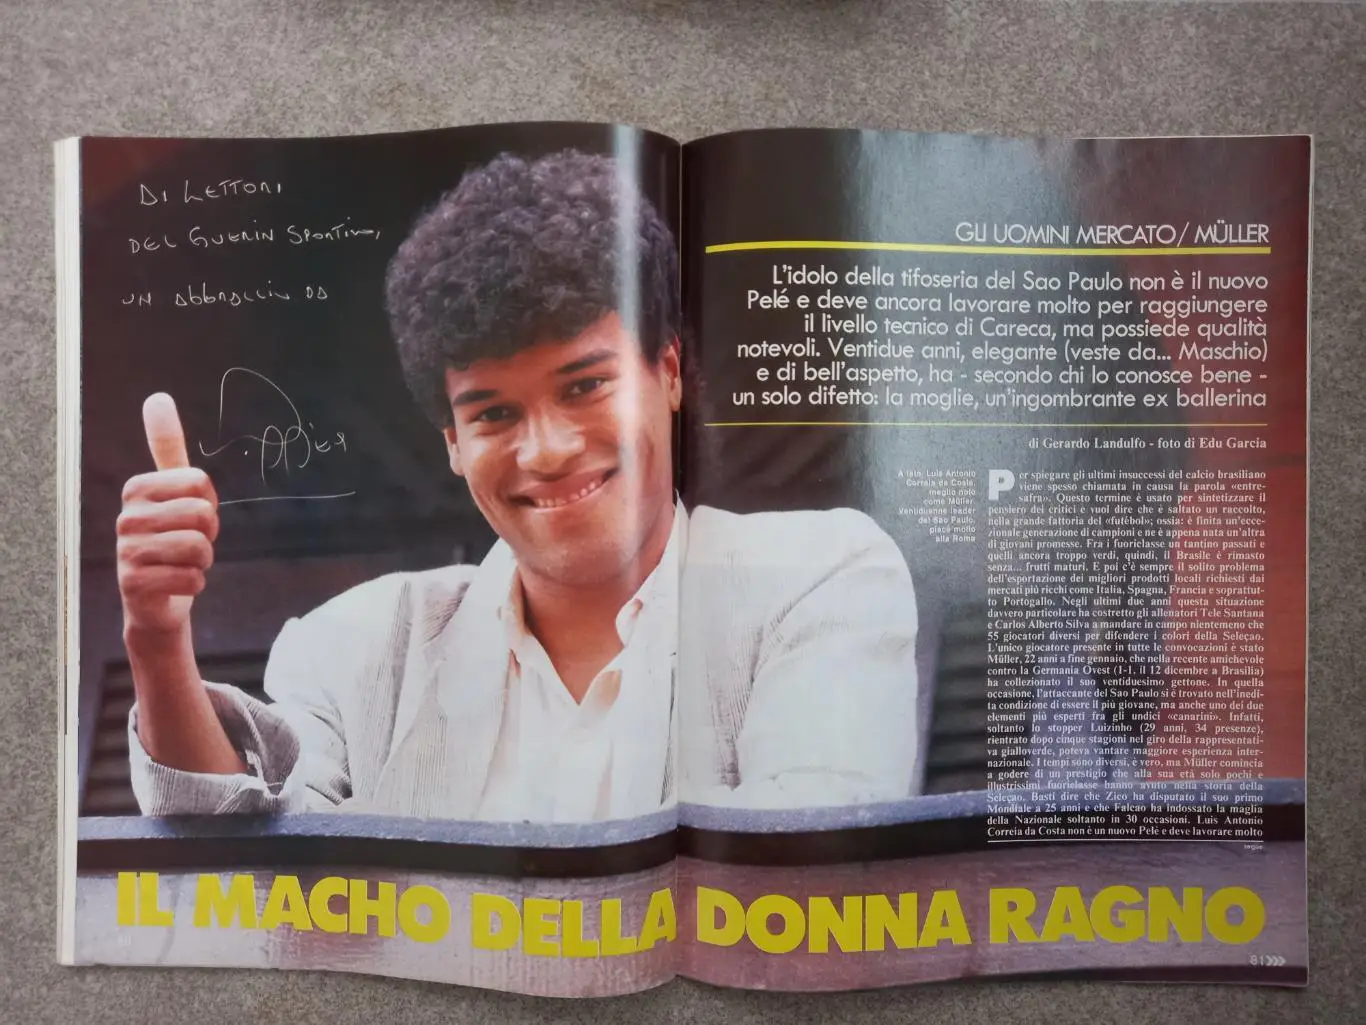 DI LETTORI
DEL GUERIN SPORTIVO,
UN ABBRACCIO DA
GLI UOMINI MERCATO/ MÜLLER
L'idolo della tifoseria del Sao Paulo non è il nuovo
Pelé e deve ancora lavorare molto per raggiungere
il livello tecnico di Careca, ma possiede qualità
notevoli. Ventidue anni, elegante (veste da... Maschio)
e di bell'aspetto, ha - secondo chi lo conosce bene -
un solo difetto: la moglie, un'ingombrante ex ballerina
di Gerardo Landulfo - foto di Edu Garcia
A lato, Luis Antonio
Correia da Costa,
meglio noto
come Müller.
Ventiduenne leader
del Sao Paulo,
piace molto
alla Roma
Per spiegare gli ultimi insuccessi del calcio brasiliano
viene spesso chiamata in causa la parola «entre-
safra». Questo termine è usato per sintetizzare il
pensiero dei critici e vuol dire che è saltato un raccolto,
nella grande fattoria del «futébol»; ossia: è finita un'ecce-
zionale generazione di campioni e ne è appena nata un'altra
di giovani promesse. Fra i fuoriclasse un tantino passati e
quelli ancora troppo verdi, quindi, il Brasile è rimasto
senza... frutti maturi. E poi c'è sempre il solito problema
dell'esportazione dei migliori prodotti locali richiesti dai
mercati più ricchi come Italia, Spagna, Francia e soprattut-
to Portogallo. Negli ultimi due anni questa situazione
davvero particolare ha costretto gli allenatori Tele Santana
e Carlos Alberto Silva a mandare in campo nientemeno che
55 giocatori diversi per difendere i colori della Seleçao.
L'unico giocatore presente in tutte le convocazioni è stato
Müller, 22 anni a fine gennaio, che nella recente amichevole
contro la Germania Ovest (1-1, il 12 dicembre a Brasilia)
ha collezionato il suo ventiduesimo gettone. In quella
occasione, l'attaccante del Sao Paulo si è trovato nell'inedi-
ta condizione di essere il più giovane, ma anche uno dei due
elementi più esperti fra gli undici «canarini». Infatti,
soltanto lo stopper Luizinho (29 anni, 34 presenze),
rientrato dopo cinque stagioni nel giro della rappresentati-
va gialloverde, poteva vantare maggiore esperienza inter-
nazionale. I tempi sono diversi, è vero, ma Müller comincia
a godere di un prestigio che alla sua età solo pochi e
illustrissimi fuoriclasse hanno avuto nella storia della
Seleçao. Basti dire che Zico ha disputato il suo primo
Mondiale a 25 anni e che Falcao ha indossato la maglia
della Nazionale soltanto in 30 occasioni. Luis Antonio
Correia da Costa non è un nuovo Pelé e deve lavorare molto
segue
IL MACHO DELLA DONNA RAGNO
81